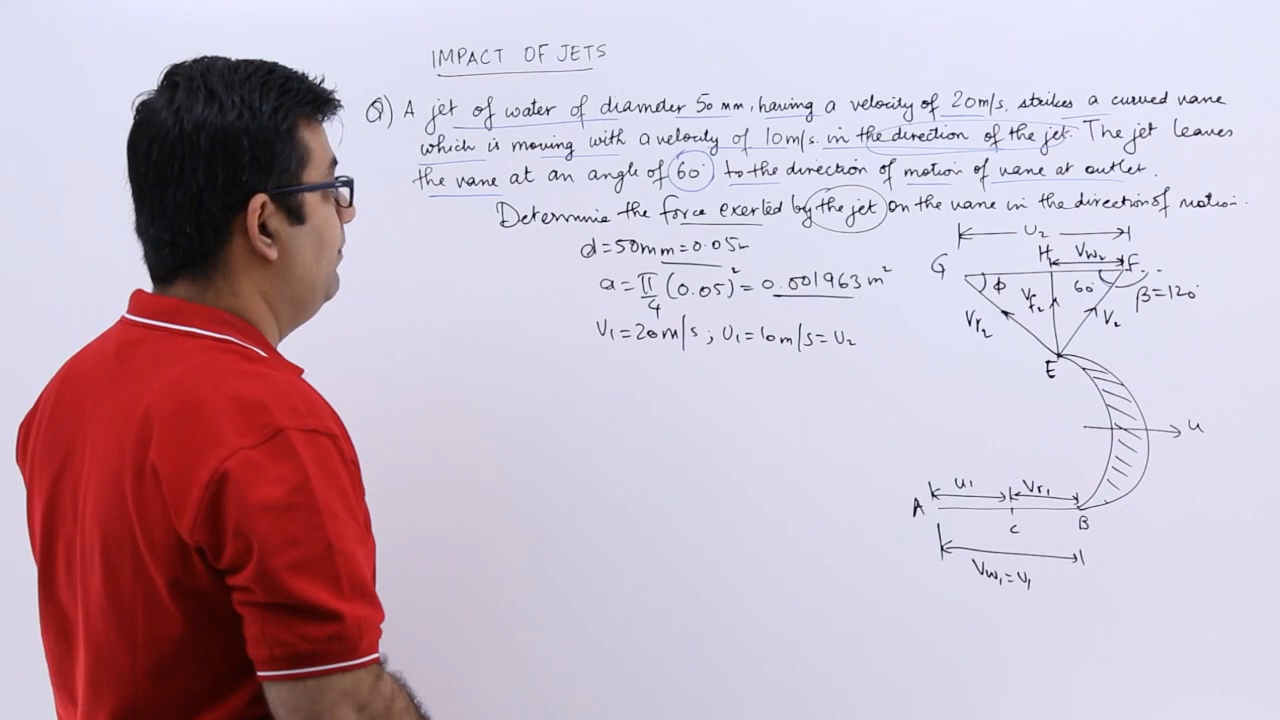 IMPACT OF JETS
Q) A jet of water of diameter 50 mm, having a velocity of 20m/s, strikes a curved vane
which is moving with a velocity of 10m/s. in the direction of the jet. The jet leaves
the vane at an angle of 60° to the direction of motion of vane at outlet.
Determine the force exerted by the jet on the vane in the direction of motion.
d=50mm=0.05m
a=π/4 (0.05)²=0.001963m²
V₁=20m/s ; U₁=10m/s=U₂
U₂
H Vw₂
G F
φ 60° β=120°
Vf₂
Vr₂ V₂
E
u
u₁ Vr₁
A C B
Vw₁=V₁